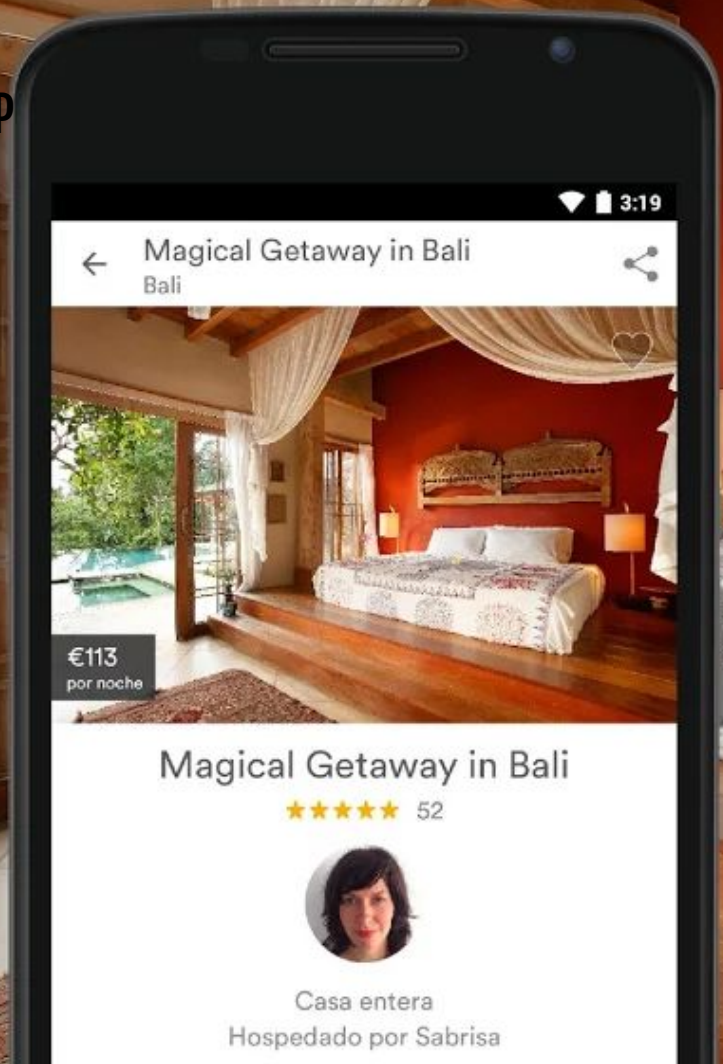 p
3:19
Magical Getaway in Bali
Bali
€113
por noche
Magical Getaway in Bali
52
Casa entera
Hospedado por Sabrisa